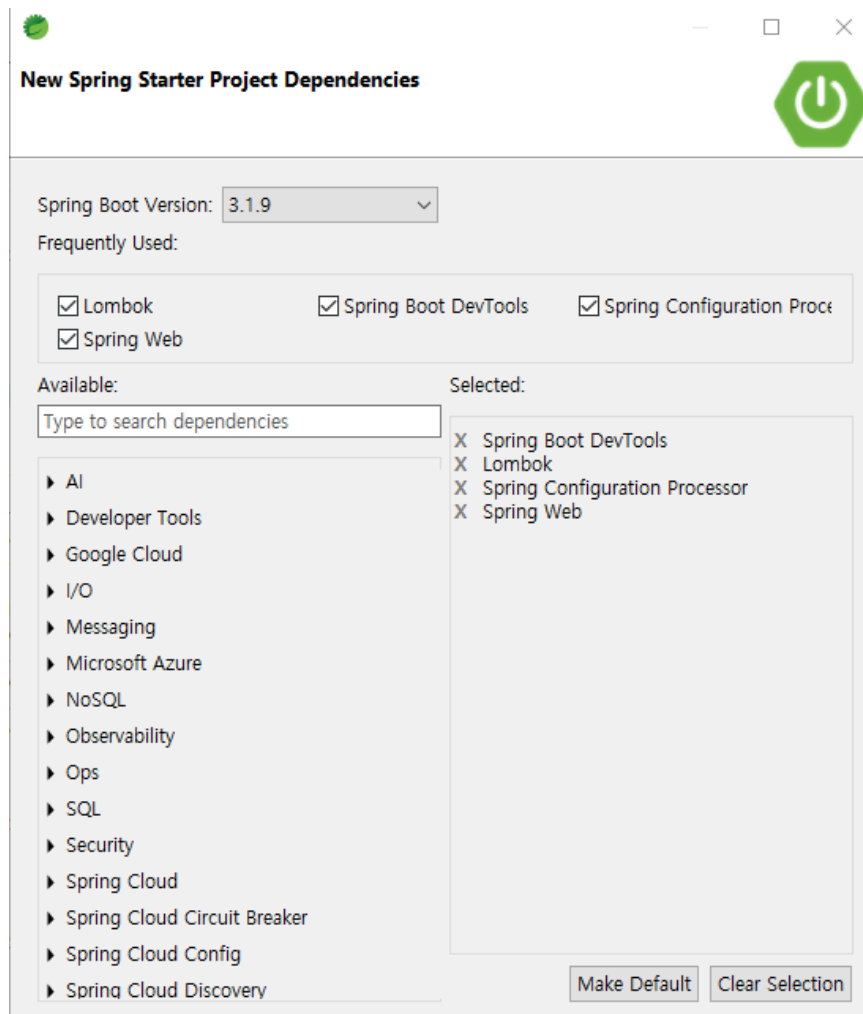 New Spring Starter Project Dependencies
Spring Boot Version: 3.1.9
Frequently Used:
Lombok
Spring Boot DevTools
Spring Configuration Proce
Spring Web
Available:
Type to search dependencies
AI
Developer Tools
Google Cloud
I/O
Messaging
Microsoft Azure
NoSQL
Observability
Ops
SQL
Security
Spring Cloud
Spring Cloud Circuit Breaker
Spring Cloud Config
Spring Cloud Discovery
Selected:
X Spring Boot DevTools
X Lombok
X Spring Configuration Processor
X Spring Web
Make Default
Clear Selection